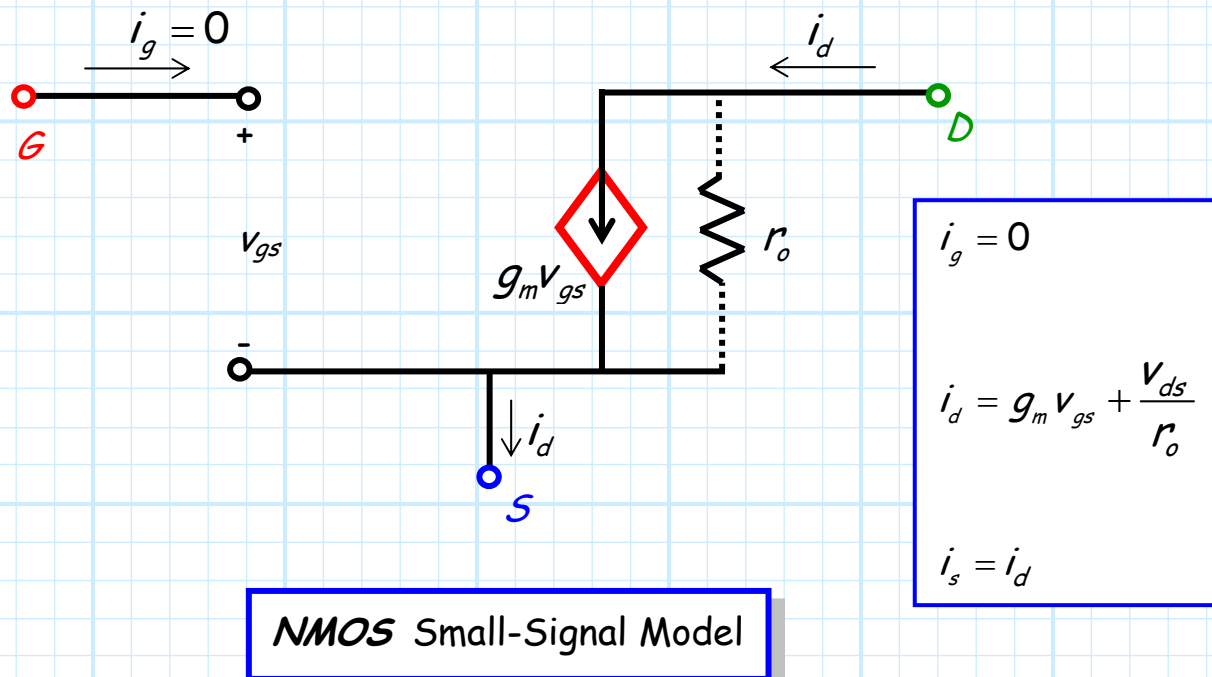 i_g = 0
i_d
G
+
D
v_gs
g_m v_gs
r_o
-
i_d
S
i_g = 0
i_d = g_m v_gs + v_ds / r_o
i_s = i_d
NMOS Small-Signal Model